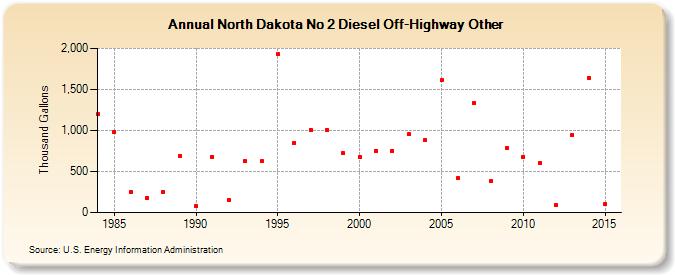 Annual North Dakota No 2 Diesel Off-Highway Other
Thousand Gallons
2,000
1,500
1,000
500
0
1985 1990 1995 2000 2005 2010 2015
Source: U.S. Energy Information Administration